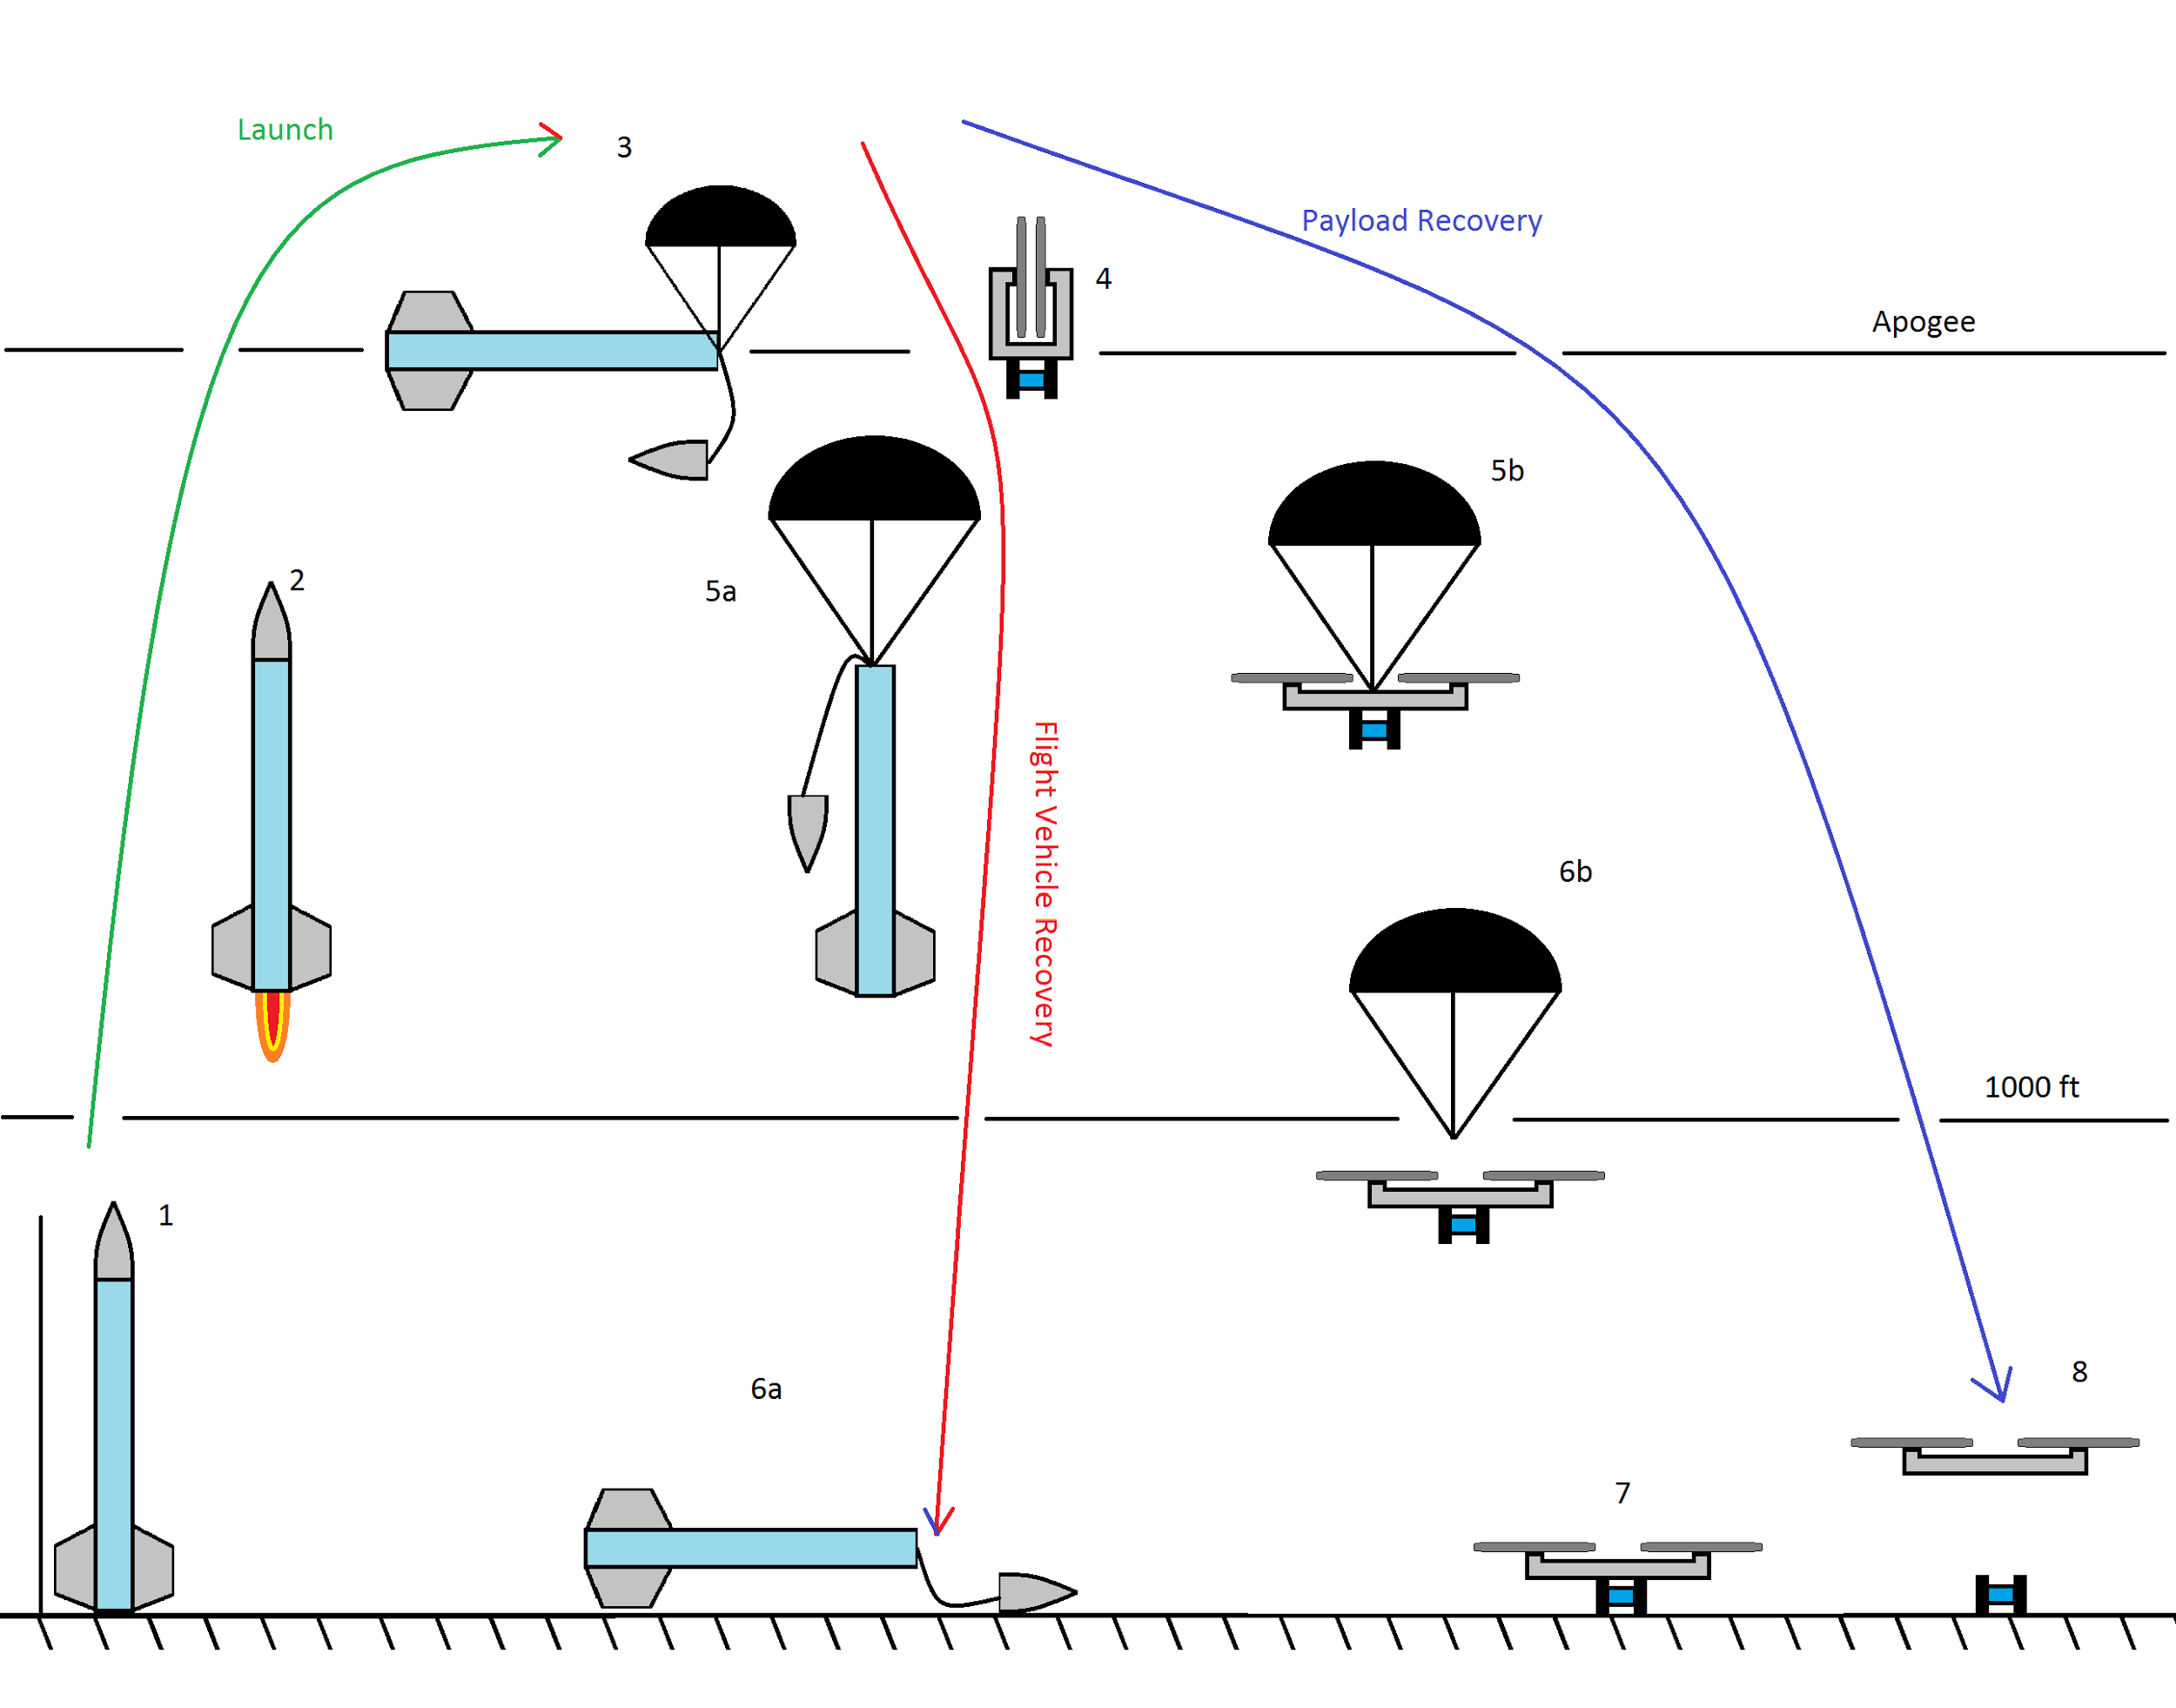 Launch
3
Payload Recovery
4
Apogee
5b
2
5a
Flight Vehicle Recovery
6b
1000 ft
1
8
6a
7